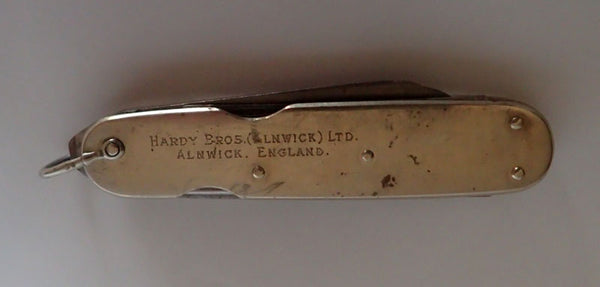 HARDY BROS.(ALNWICK) LTD.
ALNWICK. ENGLAND.